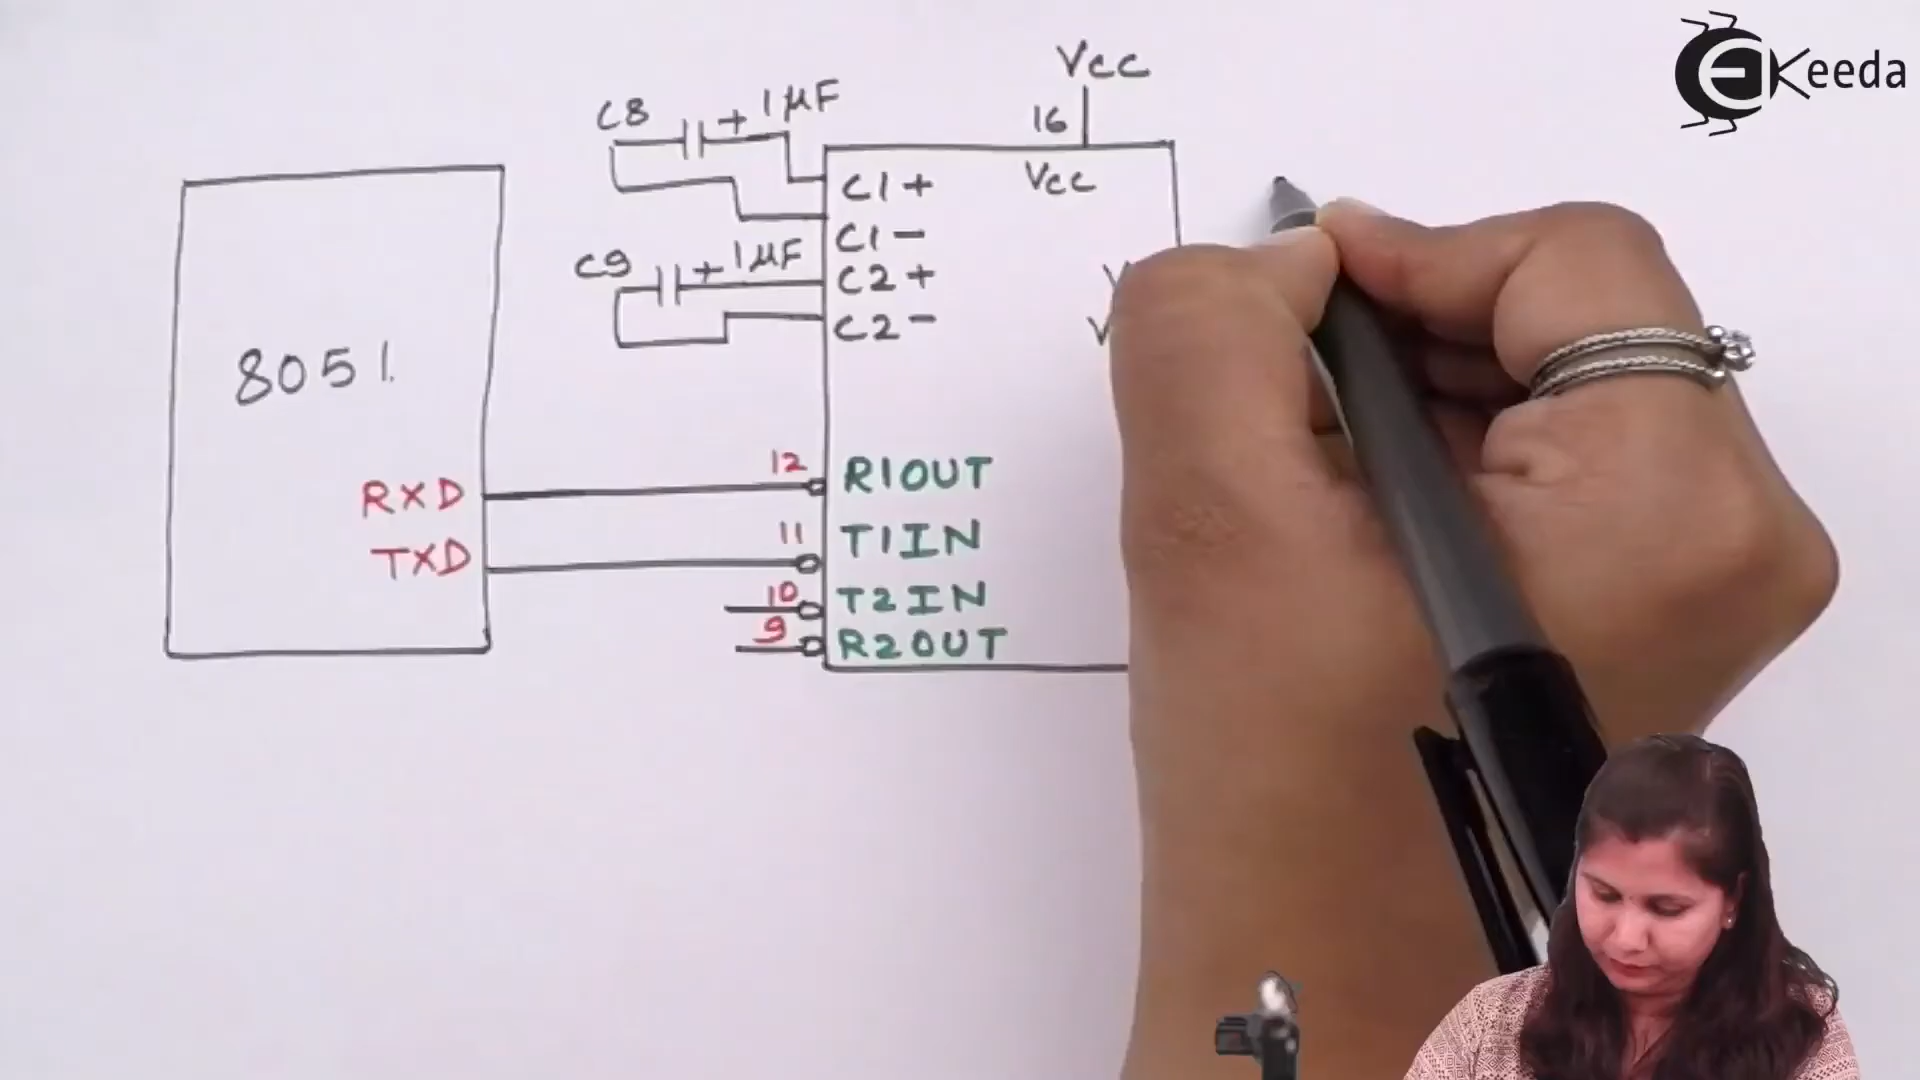 EKeeda
Vcc
C8
+ 1μF
16
C1+
Vcc
C1-
C9
+ 1μF
C2+
C2-
8051
12
R1OUT
RXD
11
T1IN
TXD
10
T2IN
9
R2OUT